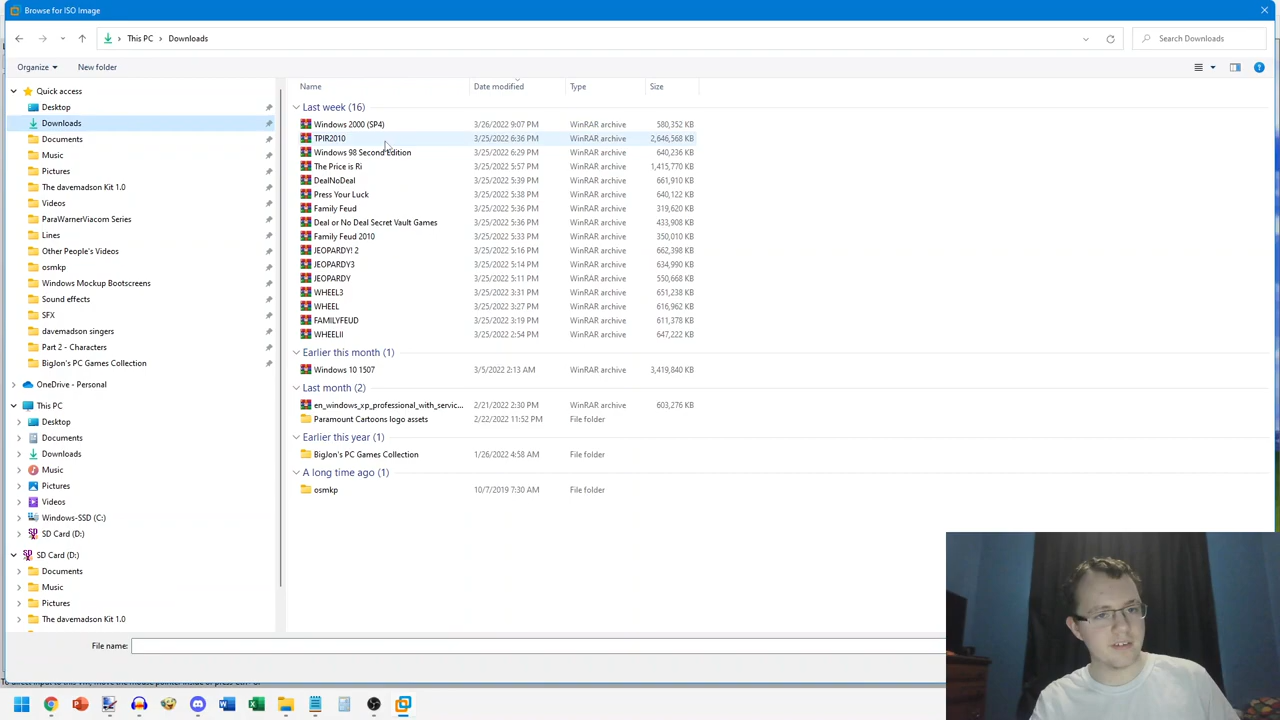 Browse for ISO Image
This PC > Downloads
Search Downloads
Organize
New folder
Quick access
Desktop
Downloads
Documents
Music
Pictures
The davemadson Kit 1.0
Videos
ParaWarnerViacom Series
Lines
Other People's Videos
osmkp
Windows Mockup Bootscreens
Sound effects
SFX
davemadson singers
Part 2 - Characters
BigJon's PC Games Collection
OneDrive - Personal
This PC
Desktop
Documents
Downloads
Music
Pictures
Videos
Windows-SSD (C:)
SD Card (D:)
SD Card (D:)
Documents
Music
Pictures
The davemadson Kit 1.0
Name Date modified Type Size
Last week (16)
Windows 2000 (SP4) 3/26/2022 9:07 PM WinRAR archive 580,352 KB
TPIR2010 3/25/2022 6:36 PM WinRAR archive 2,646,568 KB
Windows 98 Second Edition 3/25/2022 6:29 PM WinRAR archive 640,236 KB
The Price is Ri 3/25/2022 5:57 PM WinRAR archive 1,415,770 KB
DealNoDeal 3/25/2022 5:39 PM WinRAR archive 661,910 KB
Press Your Luck 3/25/2022 5:38 PM WinRAR archive 640,122 KB
Family Feud 3/25/2022 5:36 PM WinRAR archive 319,620 KB
Deal or No Deal Secret Vault Games 3/25/2022 5:36 PM WinRAR archive 433,908 KB
Family Feud 2010 3/25/2022 5:33 PM WinRAR archive 350,010 KB
JEOPARDY! 2 3/25/2022 5:16 PM WinRAR archive 662,398 KB
JEOPARDY3 3/25/2022 5:14 PM WinRAR archive 634,990 KB
JEOPARDY 3/25/2022 5:11 PM WinRAR archive 550,668 KB
WHEEL3 3/25/2022 3:31 PM WinRAR archive 651,238 KB
WHEEL 3/25/2022 3:27 PM WinRAR archive 616,962 KB
FAMILYFEUD 3/25/2022 3:19 PM WinRAR archive 611,378 KB
WHEELII 3/25/2022 2:54 PM WinRAR archive 647,222 KB
Earlier this month (1)
Windows 10 1507 3/5/2022 2:13 AM WinRAR archive 3,419,840 KB
Last month (2)
en_windows_xp_professional_with_servic... 2/21/2022 2:30 PM WinRAR archive 603,276 KB
Paramount Cartoons logo assets 2/22/2022 11:52 PM File folder
Earlier this year (1)
BigJon's PC Games Collection 1/26/2022 4:58 AM File folder
A long time ago (1)
osmkp 10/7/2019 7:30 AM File folder
File name:
To direct input to this VM, move the mouse pointer inside or press Ctrl+G.